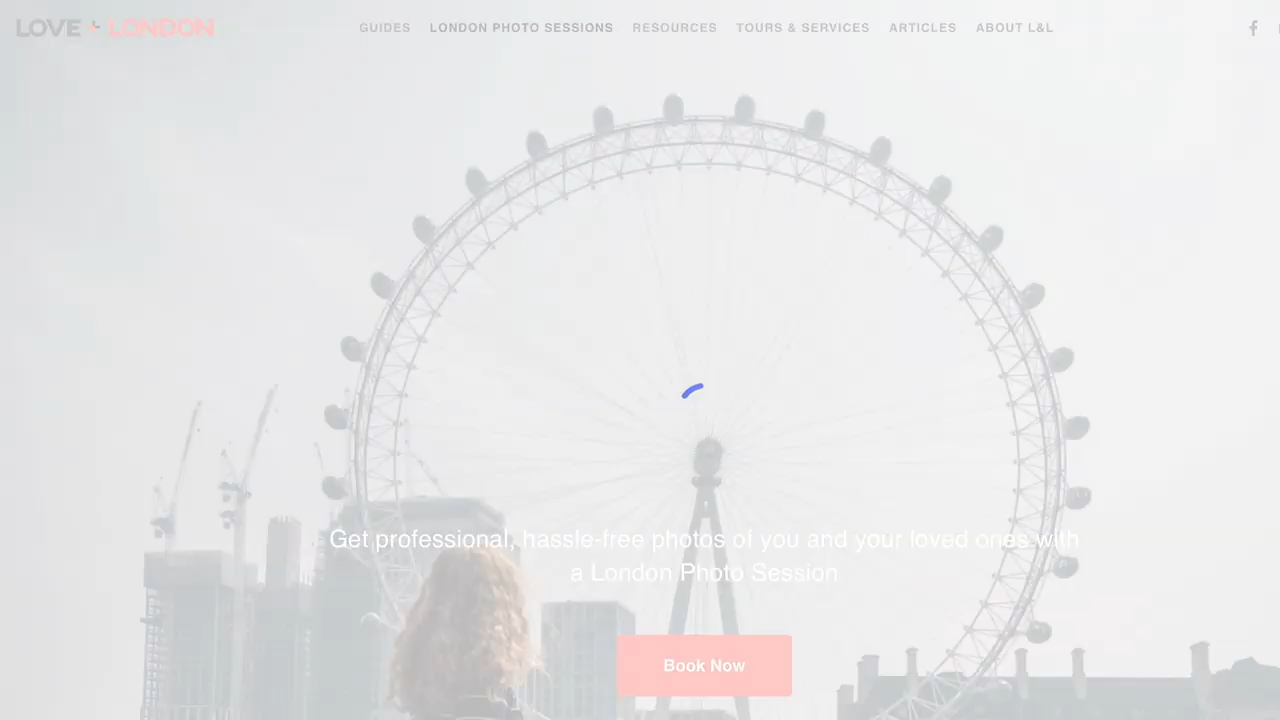 LOVE + LONDON
GUIDES
LONDON PHOTO SESSIONS
RESOURCES
TOURS & SERVICES
ARTICLES
ABOUT L&L
Get professional, hassle-free photos of you and your loved ones with
a London Photo Session
Book Now